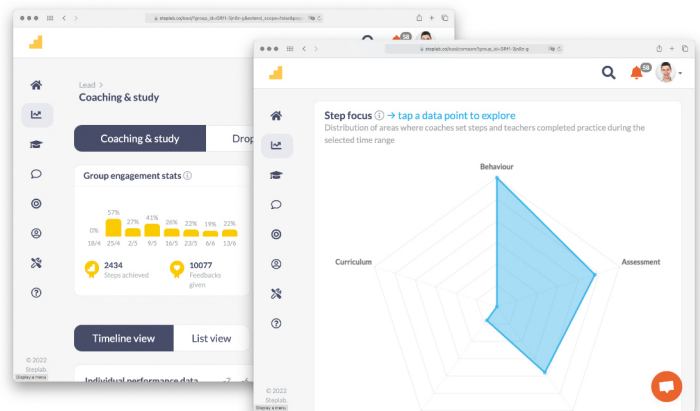 58
Lead >
Coaching & study
Coaching & study
Drop
Group engagement stats
0%
57%
27%
41%
26%
22%
19%
22%
18/4
25/4
2/5
9/5
16/5
23/5
6/6
13/6
2434
Steps achieved
10077
Feedbacks
given
Timeline view
List view
Individual performance data
-7
-6
© 2022
Steplab.
Display a menu
58
Step focus → tap a data point to explore
Distribution of areas where coaches set steps and teachers completed practice during the
selected time range
Behaviour
Curriculum
Assessment
© 2022
Steplab.
Display a menu